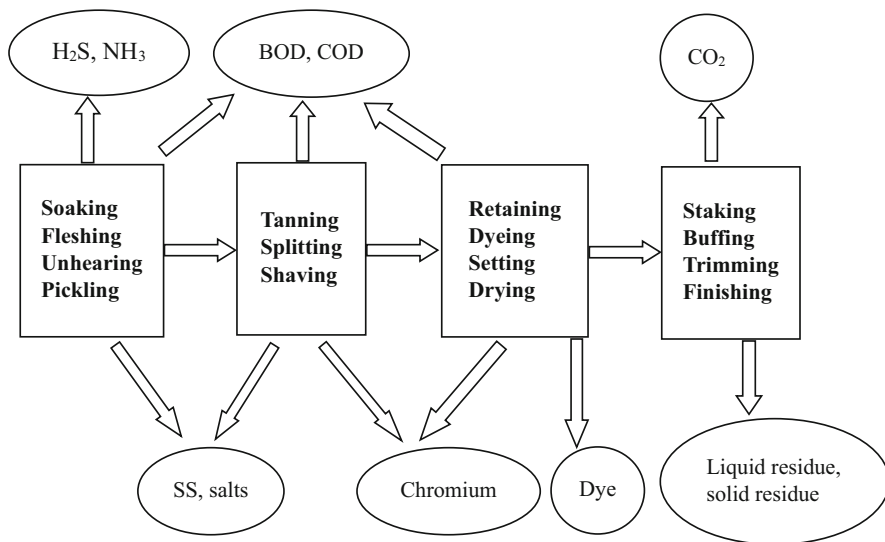 H₂S, NH₃
BOD, COD
CO₂
Soaking
Fleshing
Unhearing
Pickling
Tanning
Splitting
Shaving
Retaining
Dyeing
Setting
Drying
Staking
Buffing
Trimming
Finishing
SS, salts
Chromium
Dye
Liquid residue,
solid residue